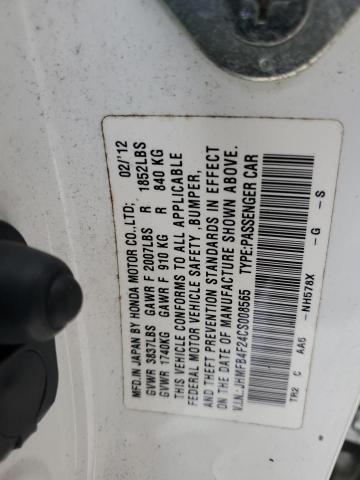 MFD.IN JAPAN BY HONDA MOTOR CO.,LTD. 02/'12
GVWR 3837LBS GAWR F 2007LBS R 1852LBS
GVWR 1740KG GAWR F 910 KG R 840 KG
THIS VEHICLE CONFORMS TO ALL APPLICABLE
FEDERAL MOTOR VEHICLE SAFETY ,BUMPER,
AND THEFT PREVENTION STANDARDS IN EFFECT
ON THE DATE OF MANUFACTURE SHOWN ABOVE.
V.I.N.:JHMFB4F24CS008565 TYPE:PASSENGER CAR
TR2 C AA5 -NH578X -G -S